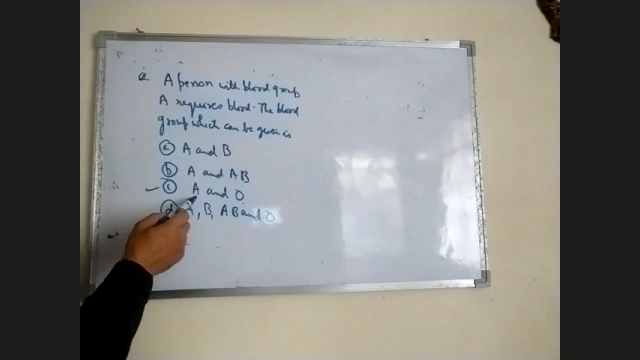 Q A person with blood group
A requires blood. The blood
group which can be given is
(a) A and B
(b) A and AB
(c) A and O
(d) A, B, AB and O